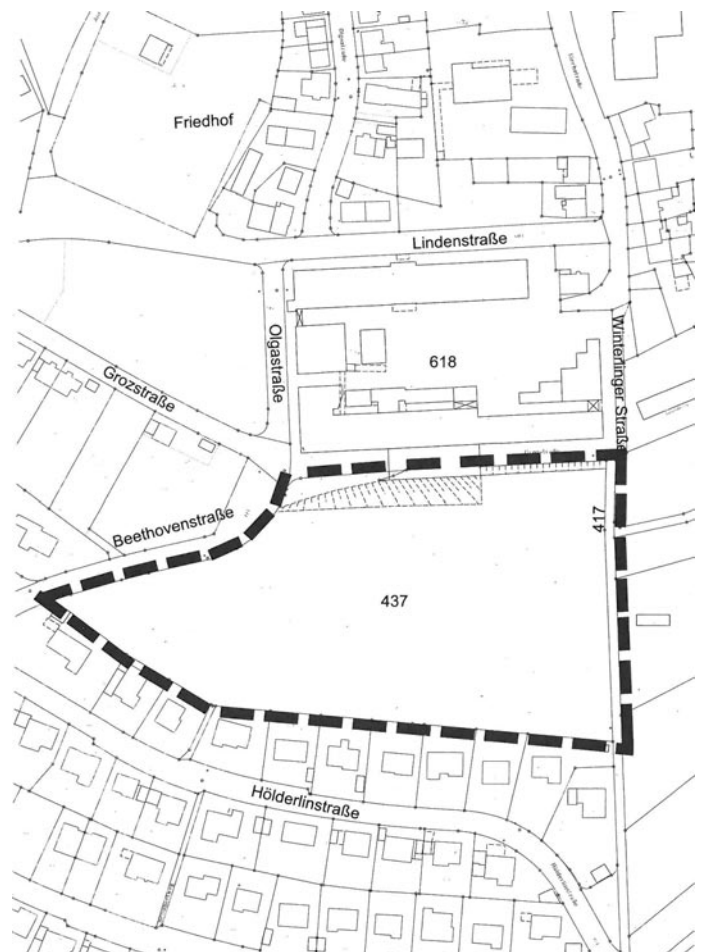 Friedhof
Lindenstraße
Olgastraße
618
Winterlinger Straße
Grozstraße
Beethovenstraße
417
437
Hölderlinstraße